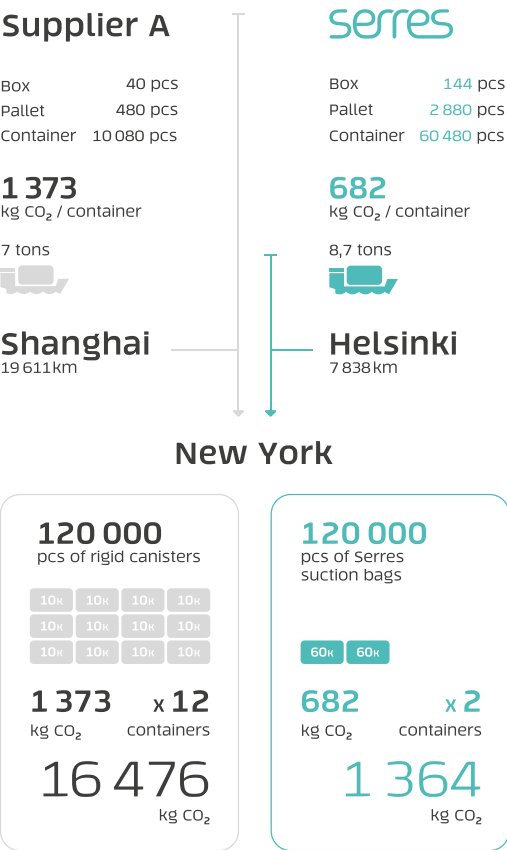 Supplier A
Box 40 pcs
Pallet 480 pcs
Container 10 080 pcs
1 373
kg CO₂ / container
7 tons
Shanghai
19 611 km
serres
Box 144 pcs
Pallet 2 880 pcs
Container 60 480 pcs
682
kg CO₂ / container
8,7 tons
Helsinki
7 838 km
New York
120 000
pcs of rigid canisters
10K 10K 10K 10K
10K 10K 10K 10K
10K 10K 10K 10K
1 373 x 12
kg CO₂ containers
16 476
kg CO₂
120 000
pcs of Serres
suction bags
60K 60K
682 x 2
kg CO₂ containers
1 364
kg CO₂